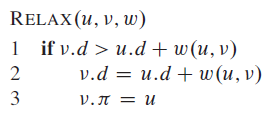 RELAX(u, v, w)
1 if v.d > u.d + w(u, v)
2 v.d = u.d + w(u, v)
3 v.π = u